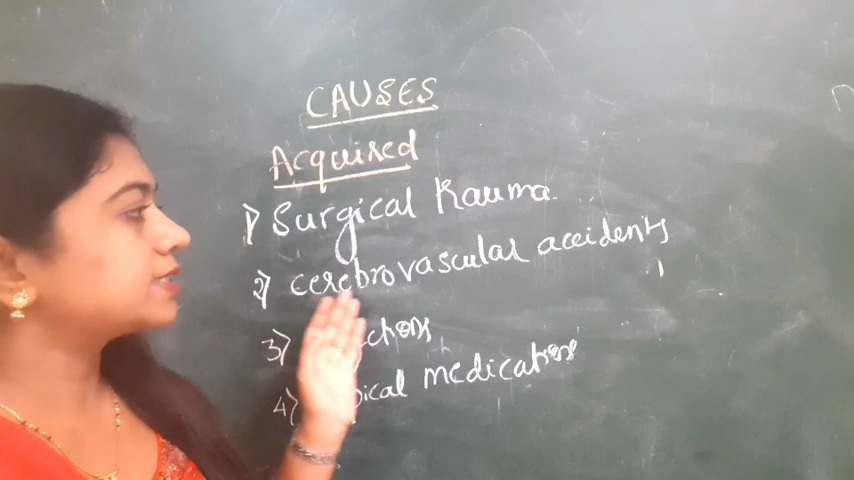 CAUSES
Acquired
1) Surgical trauma
2) cerebrovascular accidents
3)
4) medications